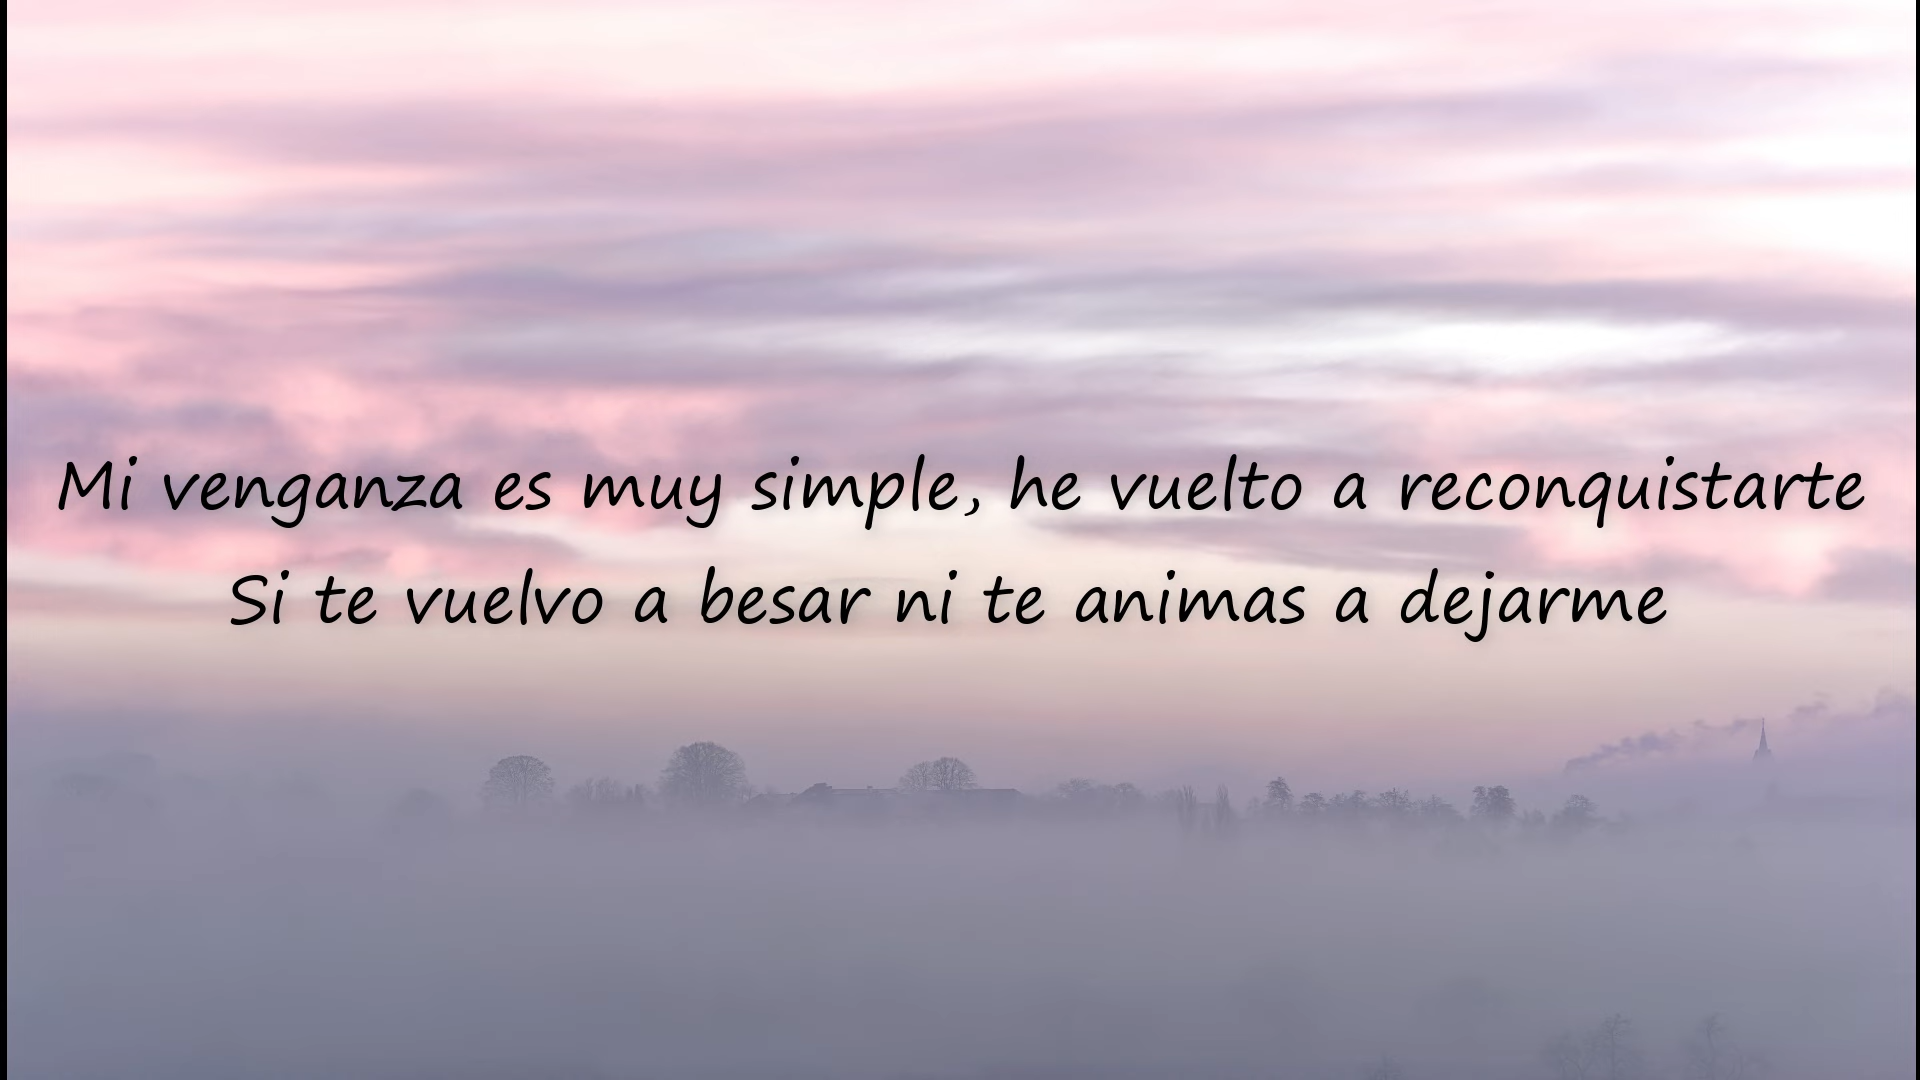 Mi venganza es muy simple, he vuelto a reconquistarte
Si te vuelvo a besar ni te animas a dejarme